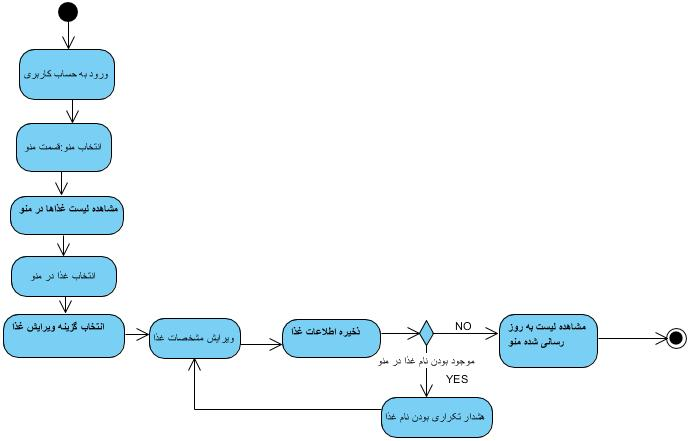 ورود به حساب کاربری
انتخاب منو:قسمت منو
مشاهده لیست غذاها در منو
انتخاب غذا در منو
انتخاب گزینه ویرایش غذا
ویرایش مشخصات غذا
ذخیره اطلاعات غذا
NO
موجود بودن نام غذا در منو
YES
مشاهده لیست به روز
رسانی شده منو
هشدار تکراری بودن نام غذا